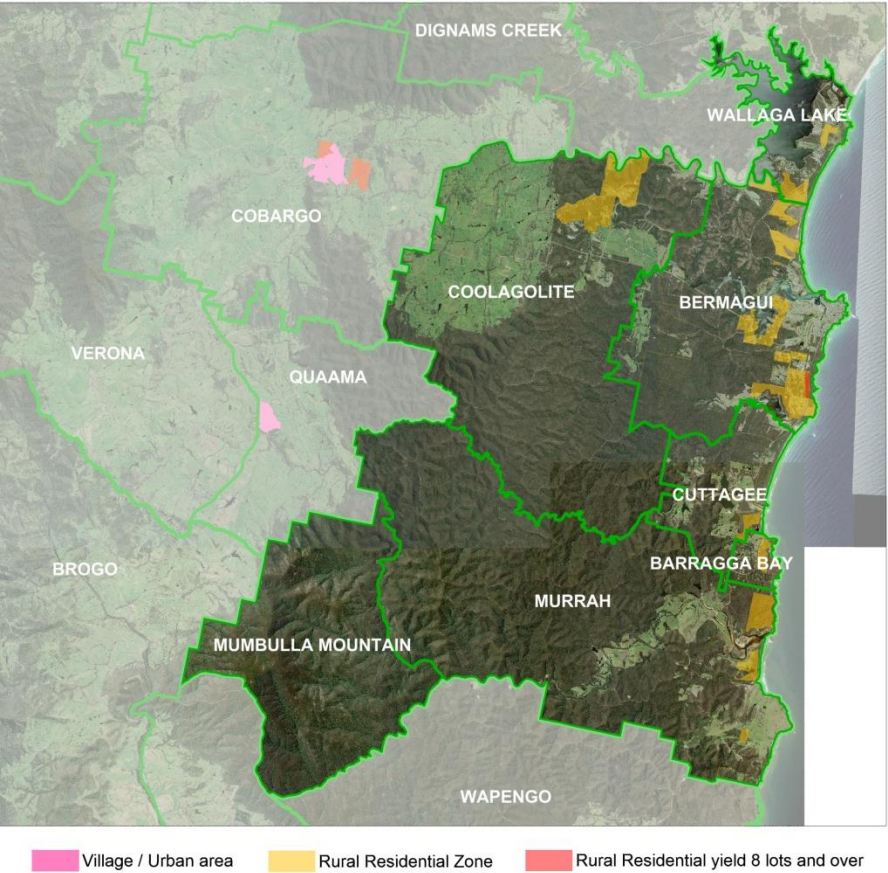 DIGNAMS CREEK
WALLAGA LAKE
COBARGO
COOLAGOLITE
BERMAGUI
VERONA
QUAAMA
CUTTAGEE
BARRAGGA BAY
BROGO
MURRAH
MUMBULLA MOUNTAIN
WAPENGO
Village / Urban area
Rural Residential Zone
Rural Residential yield 8 lots and over